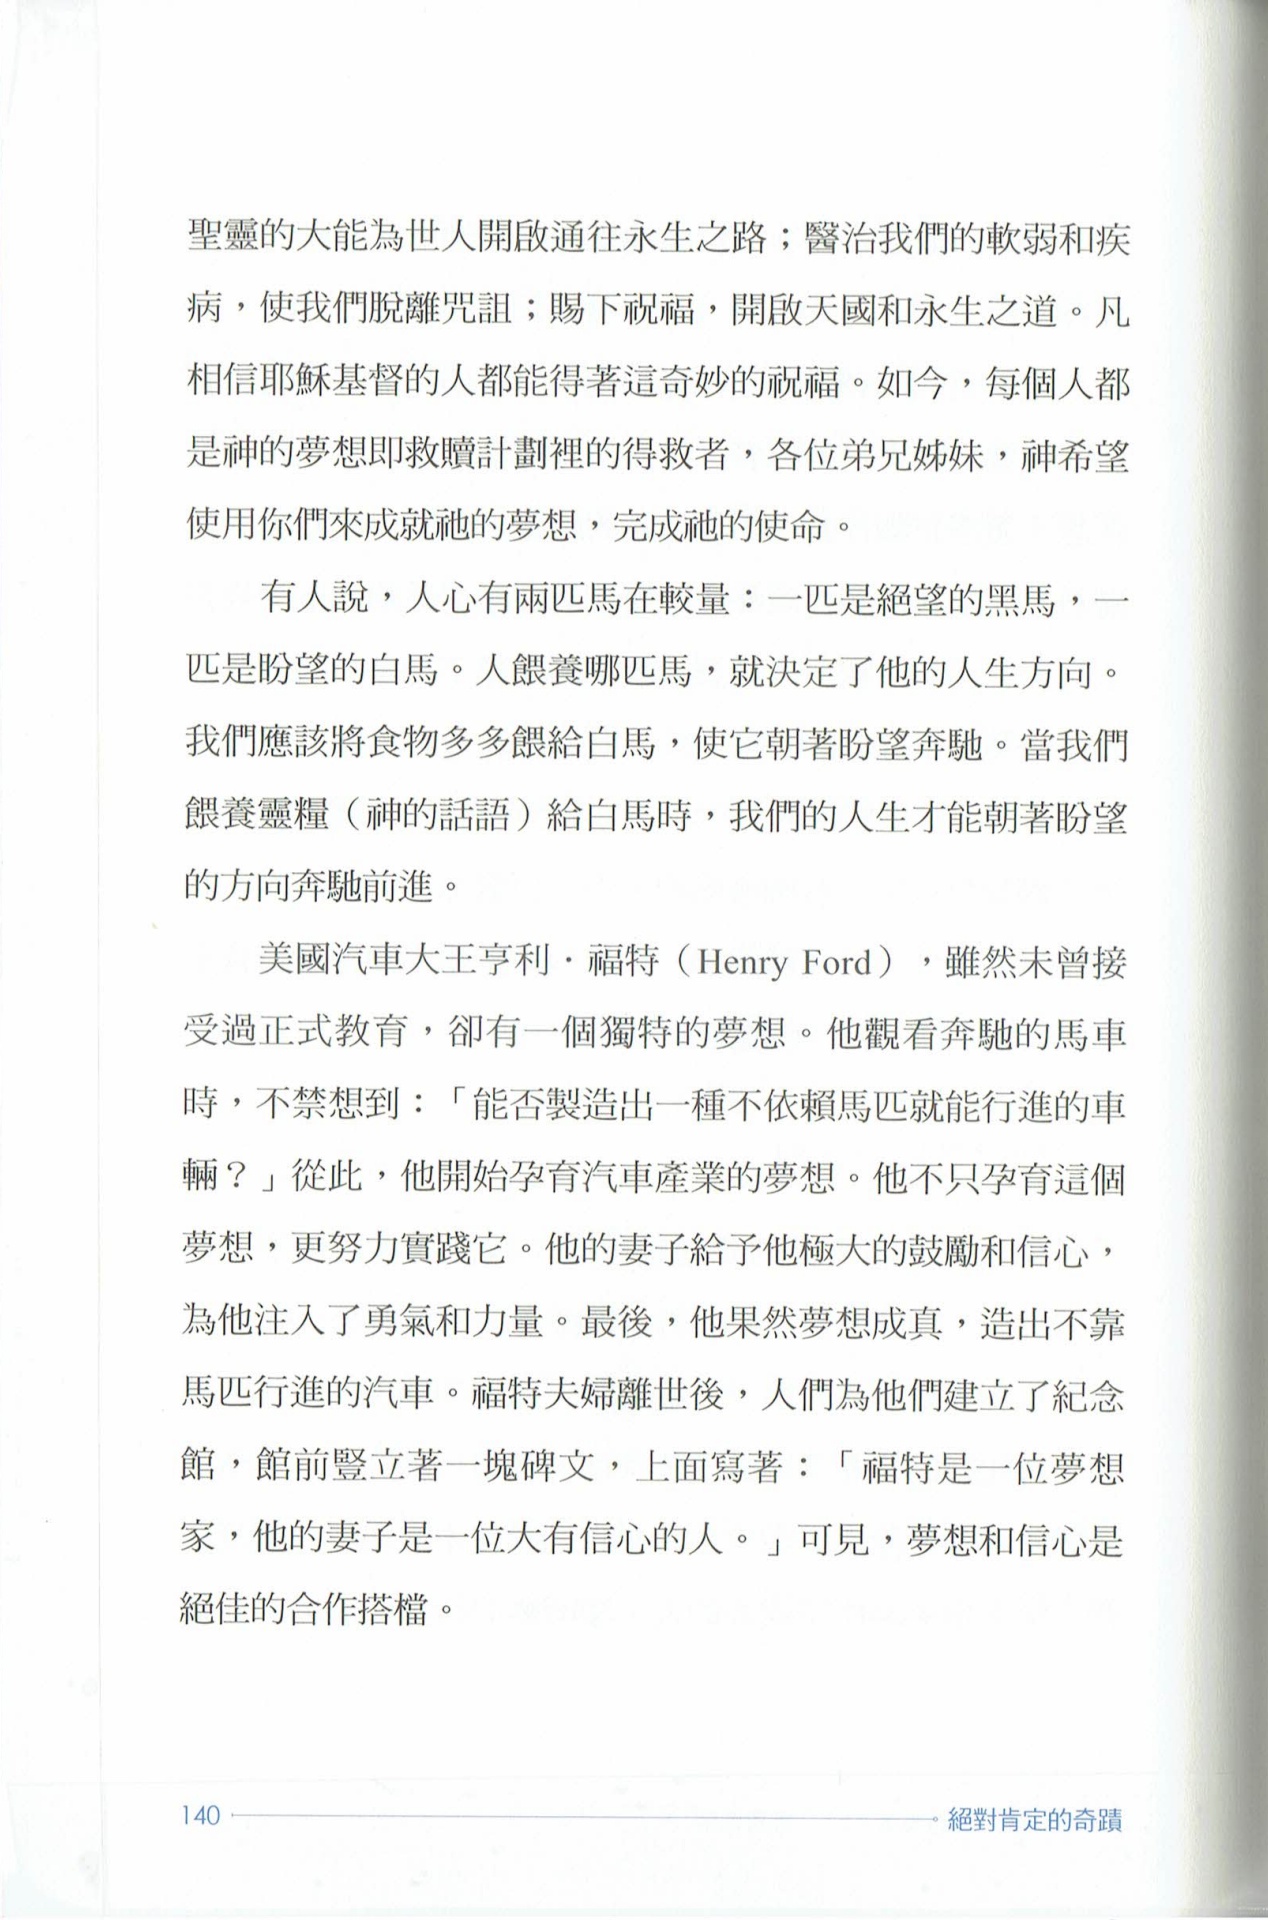 聖靈的大能為世人開啟通往永生之路；醫治我們的軟弱和疾
病，使我們脫離咒詛；賜下祝福，開啟天國和永生之道。凡
相信耶穌基督的人都能得著這奇妙的祝福。如今，每個人都
是神的夢想即救贖計劃裡的得救者，各位弟兄姊妹，神希望
使用你們來成就祂的夢想，完成祂的使命。
有人說，人心有兩匹馬在較量：一匹是絕望的黑馬，一
匹是盼望的白馬。人餵養哪匹馬，就決定了他的人生方向。
我們應該將食物多多餵給白馬，使它朝著盼望奔馳。當我們
餵養靈糧（神的話語）給白馬時，我們的人生才能朝著盼望
的方向奔馳前進。
美國汽車大王亨利．福特（Henry Ford），雖然未曾接
受過正式教育，卻有一個獨特的夢想。他觀看奔馳的馬車
時，不禁想到：「能否製造出一種不依賴馬匹就能行進的車
輛？」從此，他開始孕育汽車產業的夢想。他不只孕育這個
夢想，更努力實踐它。他的妻子給予他極大的鼓勵和信心，
為他注入了勇氣和力量。最後，他果然夢想成真，造出不靠
馬匹行進的汽車。福特夫婦離世後，人們為他們建立了紀念
館，館前豎立著一塊碑文，上面寫著：「福特是一位夢想
家，他的妻子是一位大有信心的人。」可見，夢想和信心是
絕佳的合作搭檔。
140 絕對肯定的奇蹟